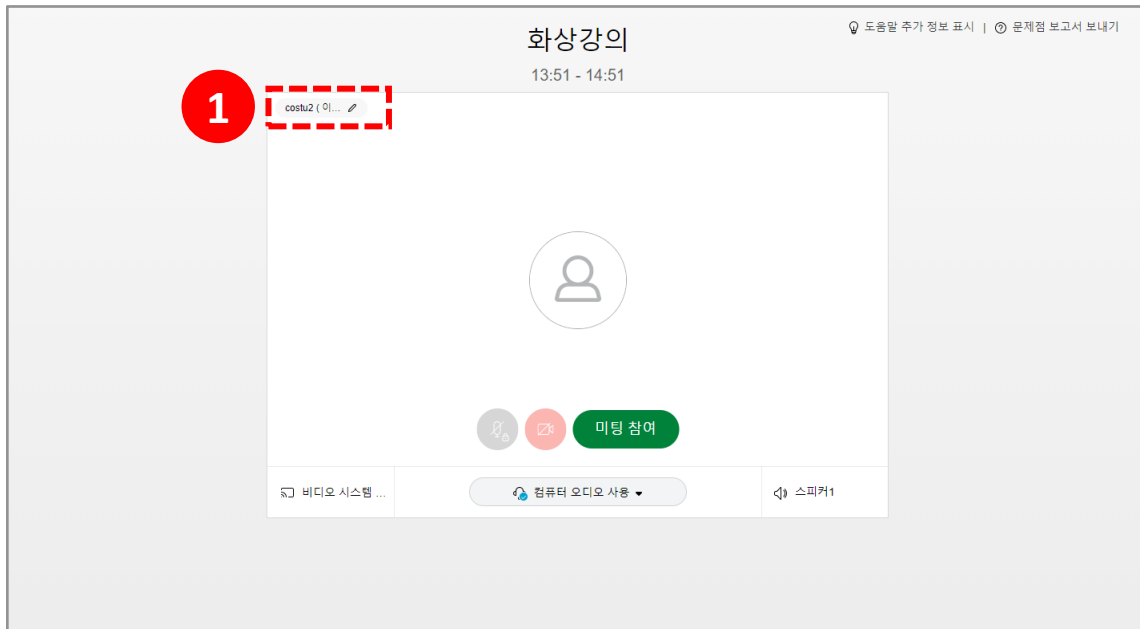 화상강의
도움말 추가 정보 표시 | 문제점 보고서 보내기
13:51 - 14:51
1
costu2 ( 이...
미팅 참여
비디오 시스템 ...
컴퓨터 오디오 사용
스피커1